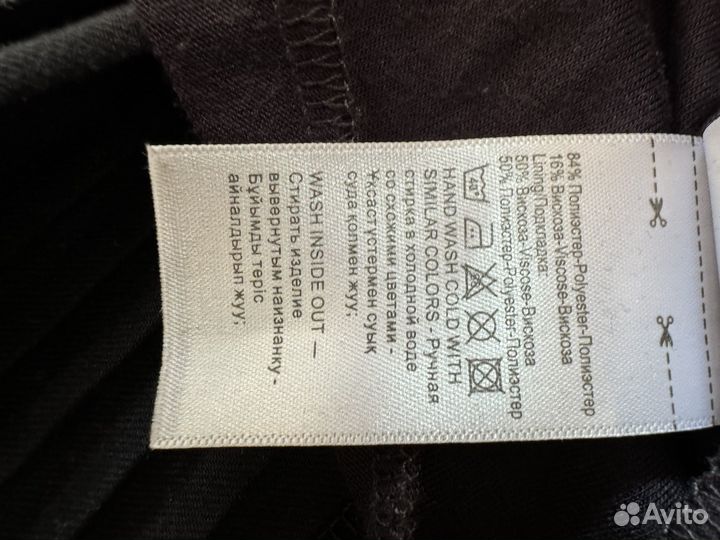 84% Полиэстер-Polyester-Полиэстер
16% Вискоза-Viscose-Вискоза
Lining/Подкладка:
50% Вискоза-Viscose-Вискоза
50% Полиэстер-Polyester-Полиэстер
40°
HAND WASH COLD WITH
SIMILAR COLORS - Ручная
стирка в холодной воде
со схожими цветами -
Ұқсас түстермен суық
суда қолмен жуу;
WASH INSIDE OUT —
Стирать изделие
вывернутым наизнанку -
Бұйымды теріс
айналдырып жуу;
Avito